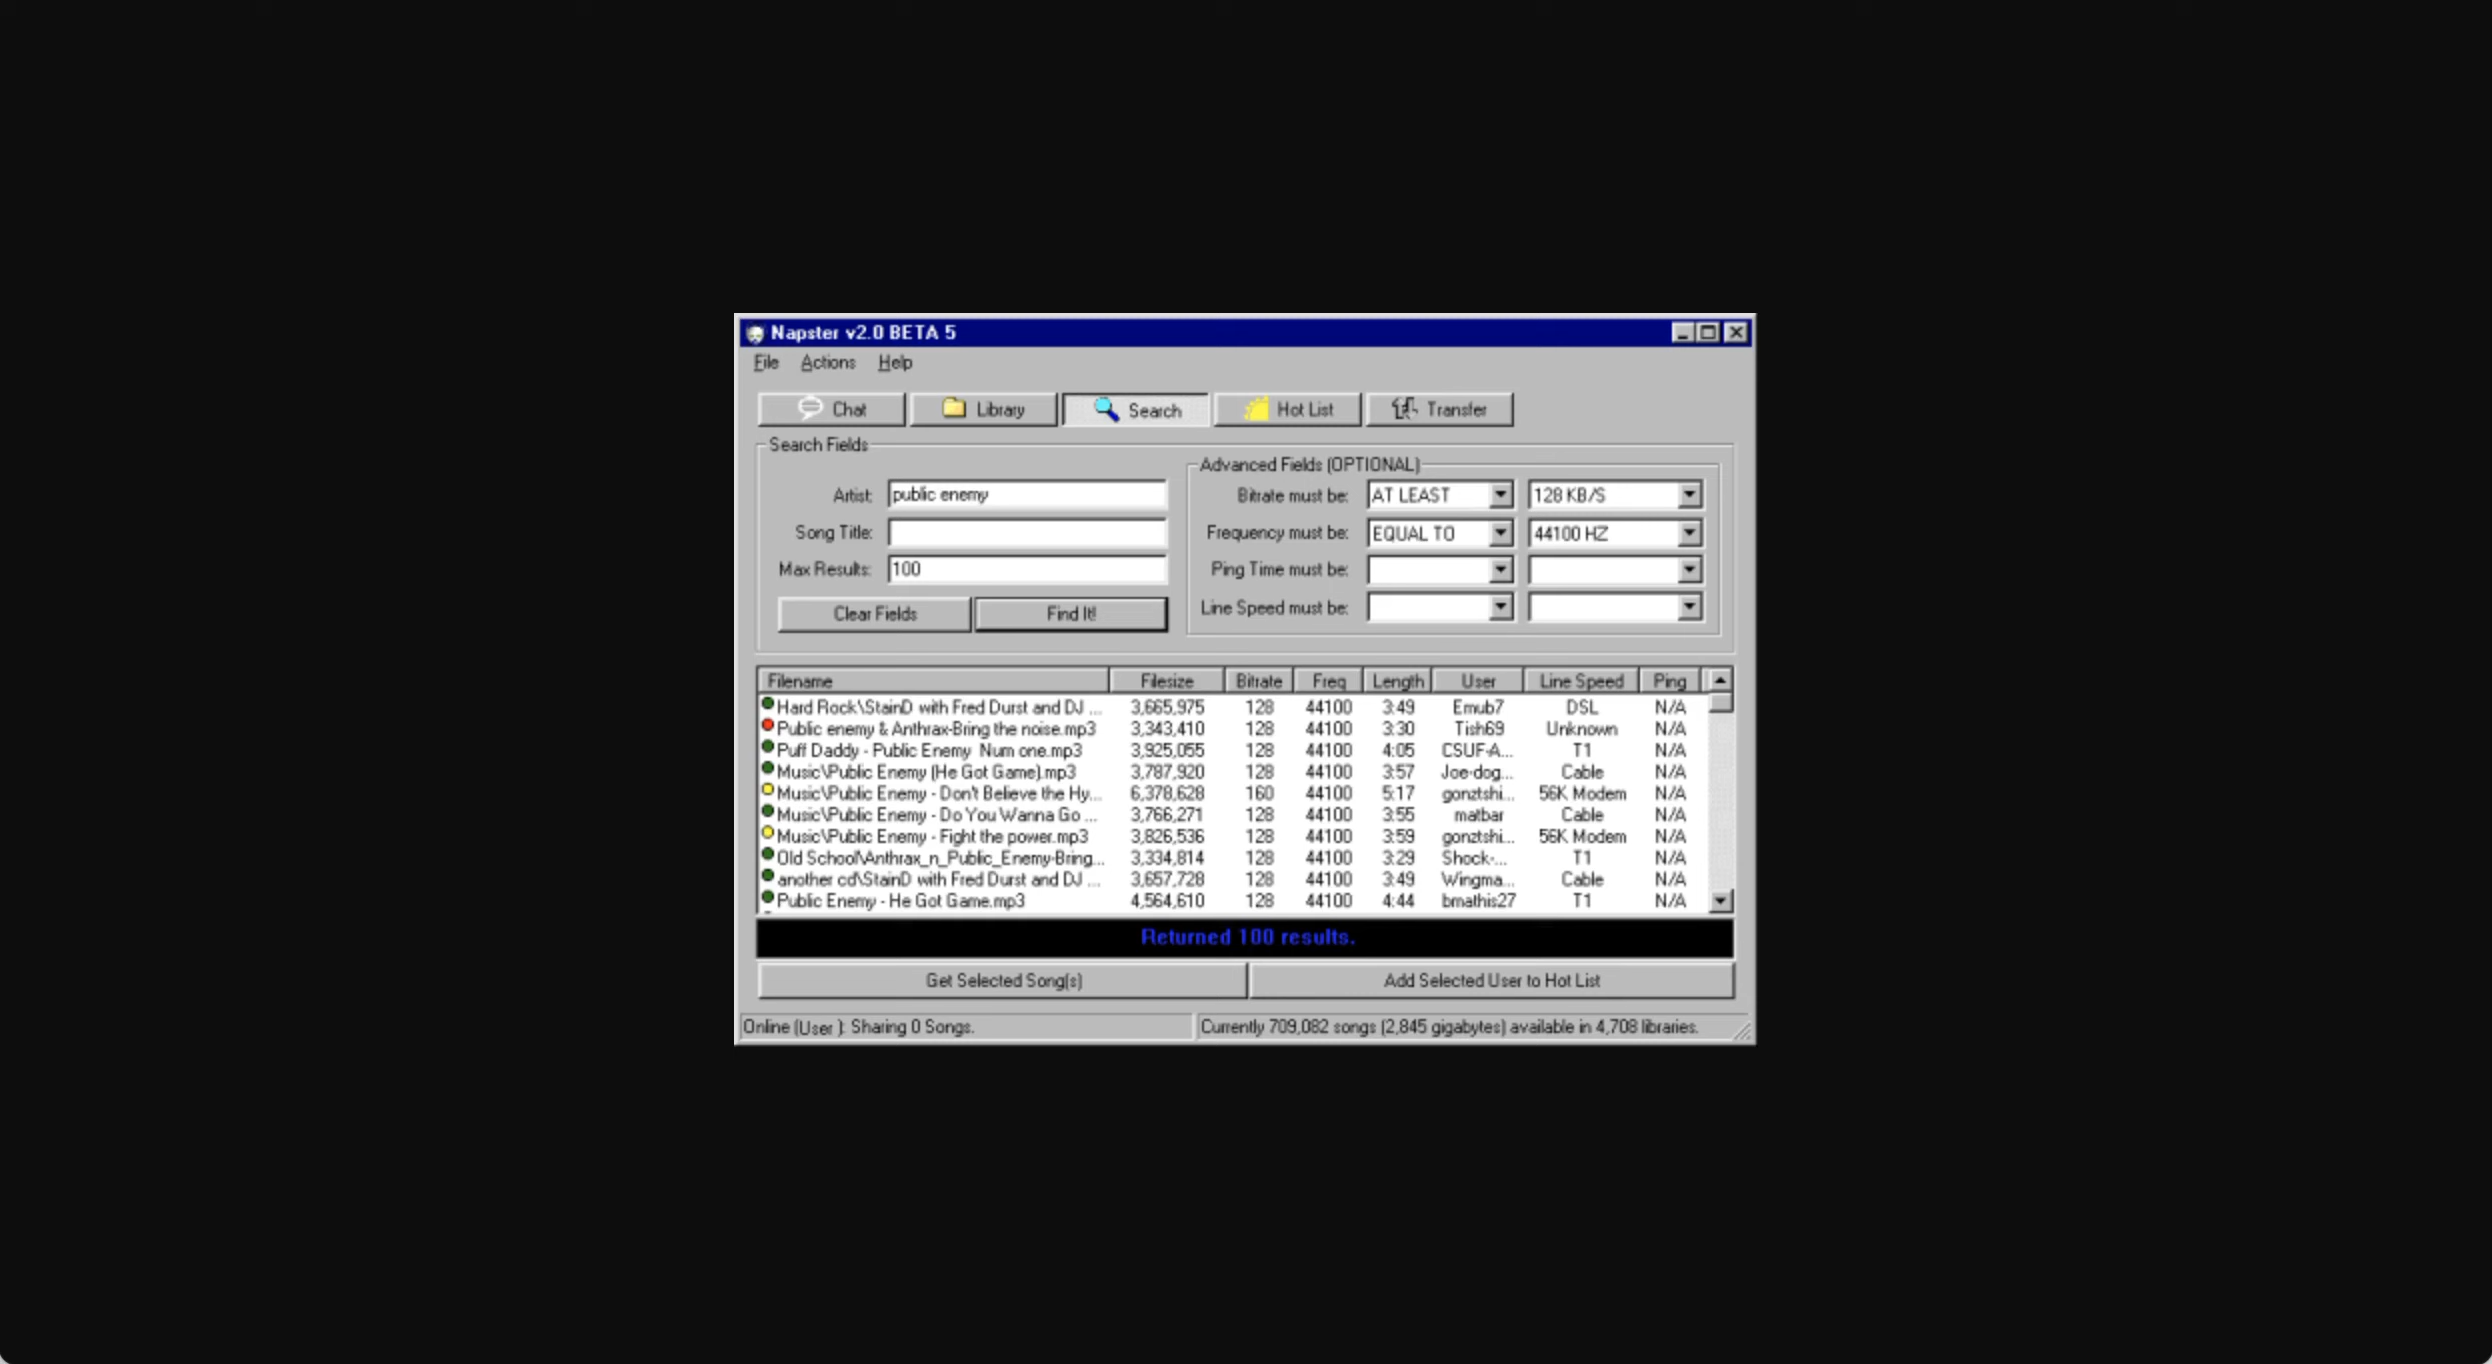 Napster v2.0 BETA 5
File Actions Help
Chat Library Search Hot List Transfer
Search Fields
Advanced Fields (OPTIONAL)
Artist: public enemy Bitrate must be: AT LEAST 128 KB/S
Song Title: Frequency must be: EQUAL TO 44100 HZ
Max Results: 100 Ping Time must be:
Clear Fields Find It! Line Speed must be:
Filename Filesize Bitrate Freq Length User Line Speed Ping
Hard Rock\StainD with Fred Durst and DJ ... 3,665,975 128 44100 3:49 Emub7 DSL N/A
Public enemy & Anthrax-Bring the noise.mp3 3,343,410 128 44100 3:30 Tish69 Unknown N/A
Puff Daddy - Public Enemy Num one.mp3 3,925,055 128 44100 4:05 CSUF-A... T1 N/A
Music\Public Enemy (He Got Game).mp3 3,787,920 128 44100 3:57 Joe-dog... Cable N/A
Music\Public Enemy - Don't Believe the Hy... 6,378,628 160 44100 5:17 gonztshi... 56K Modem N/A
Music\Public Enemy - Do You Wanna Go ... 3,766,271 128 44100 3:55 matbar Cable N/A
Music\Public Enemy - Fight the power.mp3 3,826,536 128 44100 3:59 gonztshi... 56K Modem N/A
Old School\Anthrax_n_Public_Enemy-Bring... 3,334,814 128 44100 3:29 Shock-... T1 N/A
another cd\StainD with Fred Durst and DJ ... 3,657,728 128 44100 3:49 Wingma... Cable N/A
Public Enemy - He Got Game.mp3 4,564,610 128 44100 4:44 bmathis27 T1 N/A
Returned 100 results.
Get Selected Song(s) Add Selected User to Hot List
Online (User ): Sharing 0 Songs. Currently 709,082 songs (2,845 gigabytes) available in 4,708 libraries.